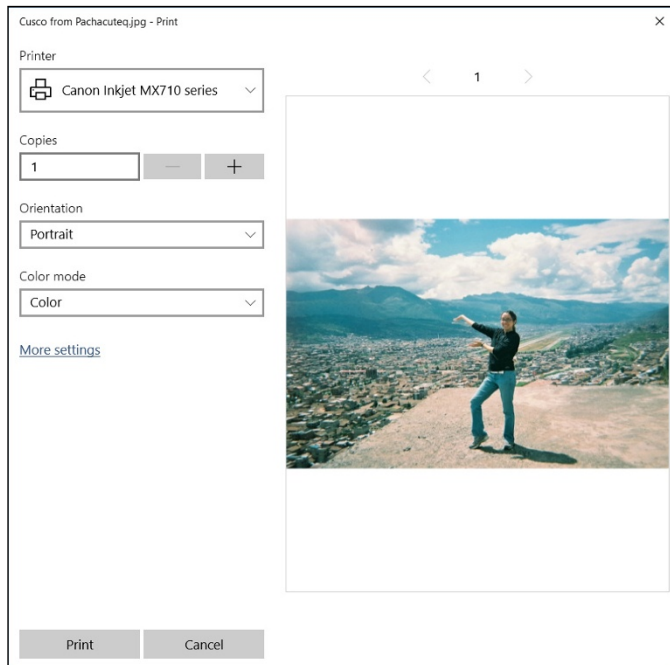 Cusco from Pachacuteq.jpg - Print
Printer
Canon Inkjet MX710 series
1
Copies
1
Orientation
Portrait
Color mode
Color
More settings
Print Cancel